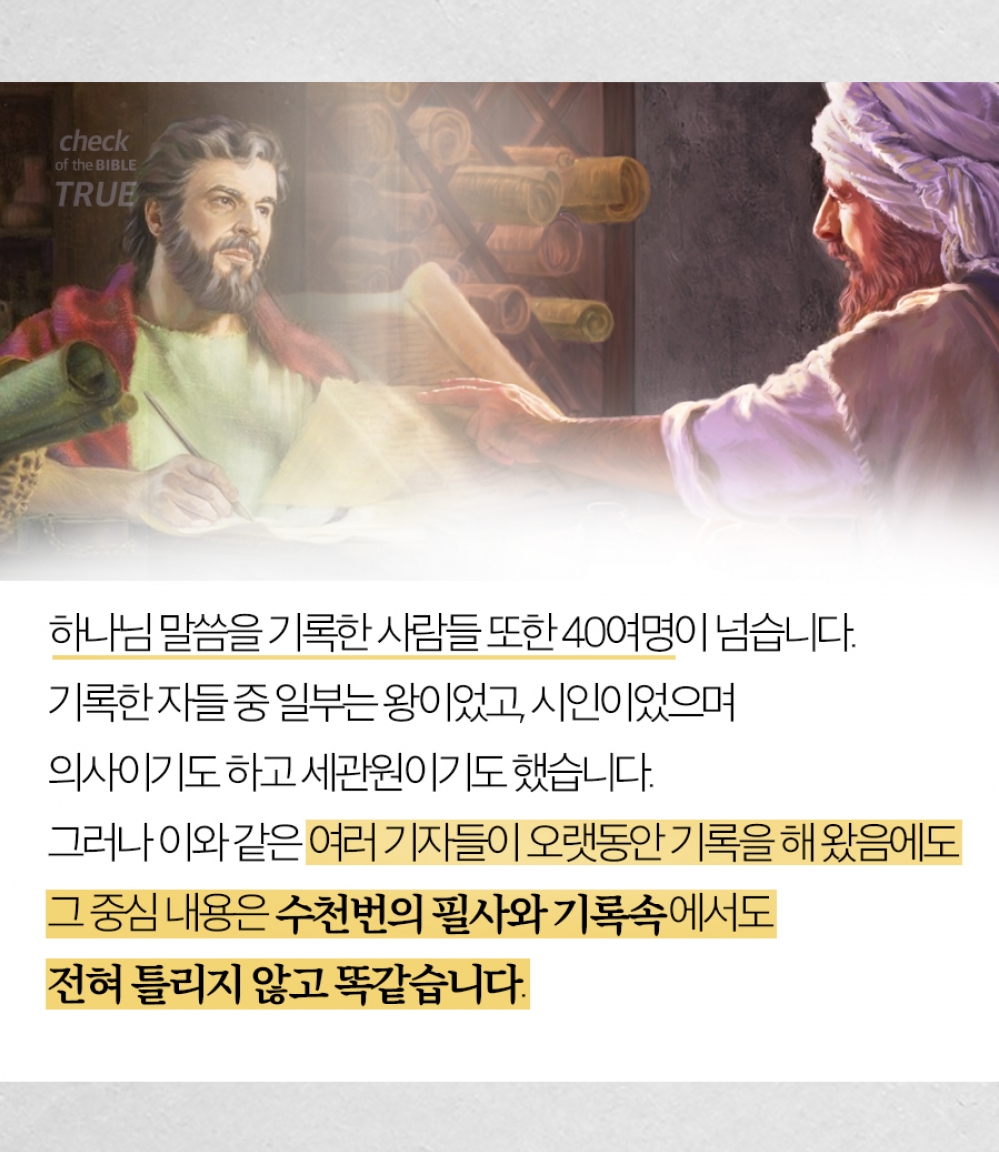 check
of the BIBLE
TRUE
하나님 말씀을 기록한 사람들 또한 40여명이 넘습니다.
기록한 자들 중 일부는 왕이었고, 시인이었으며
의사이기도 하고 세관원이기도 했습니다.
그러나 이와 같은 여러 기자들이 오랫동안 기록을 해 왔음에도
그 중심 내용은 수천번의 필사와 기록속에서도
전혀 틀리지 않고 똑같습니다.